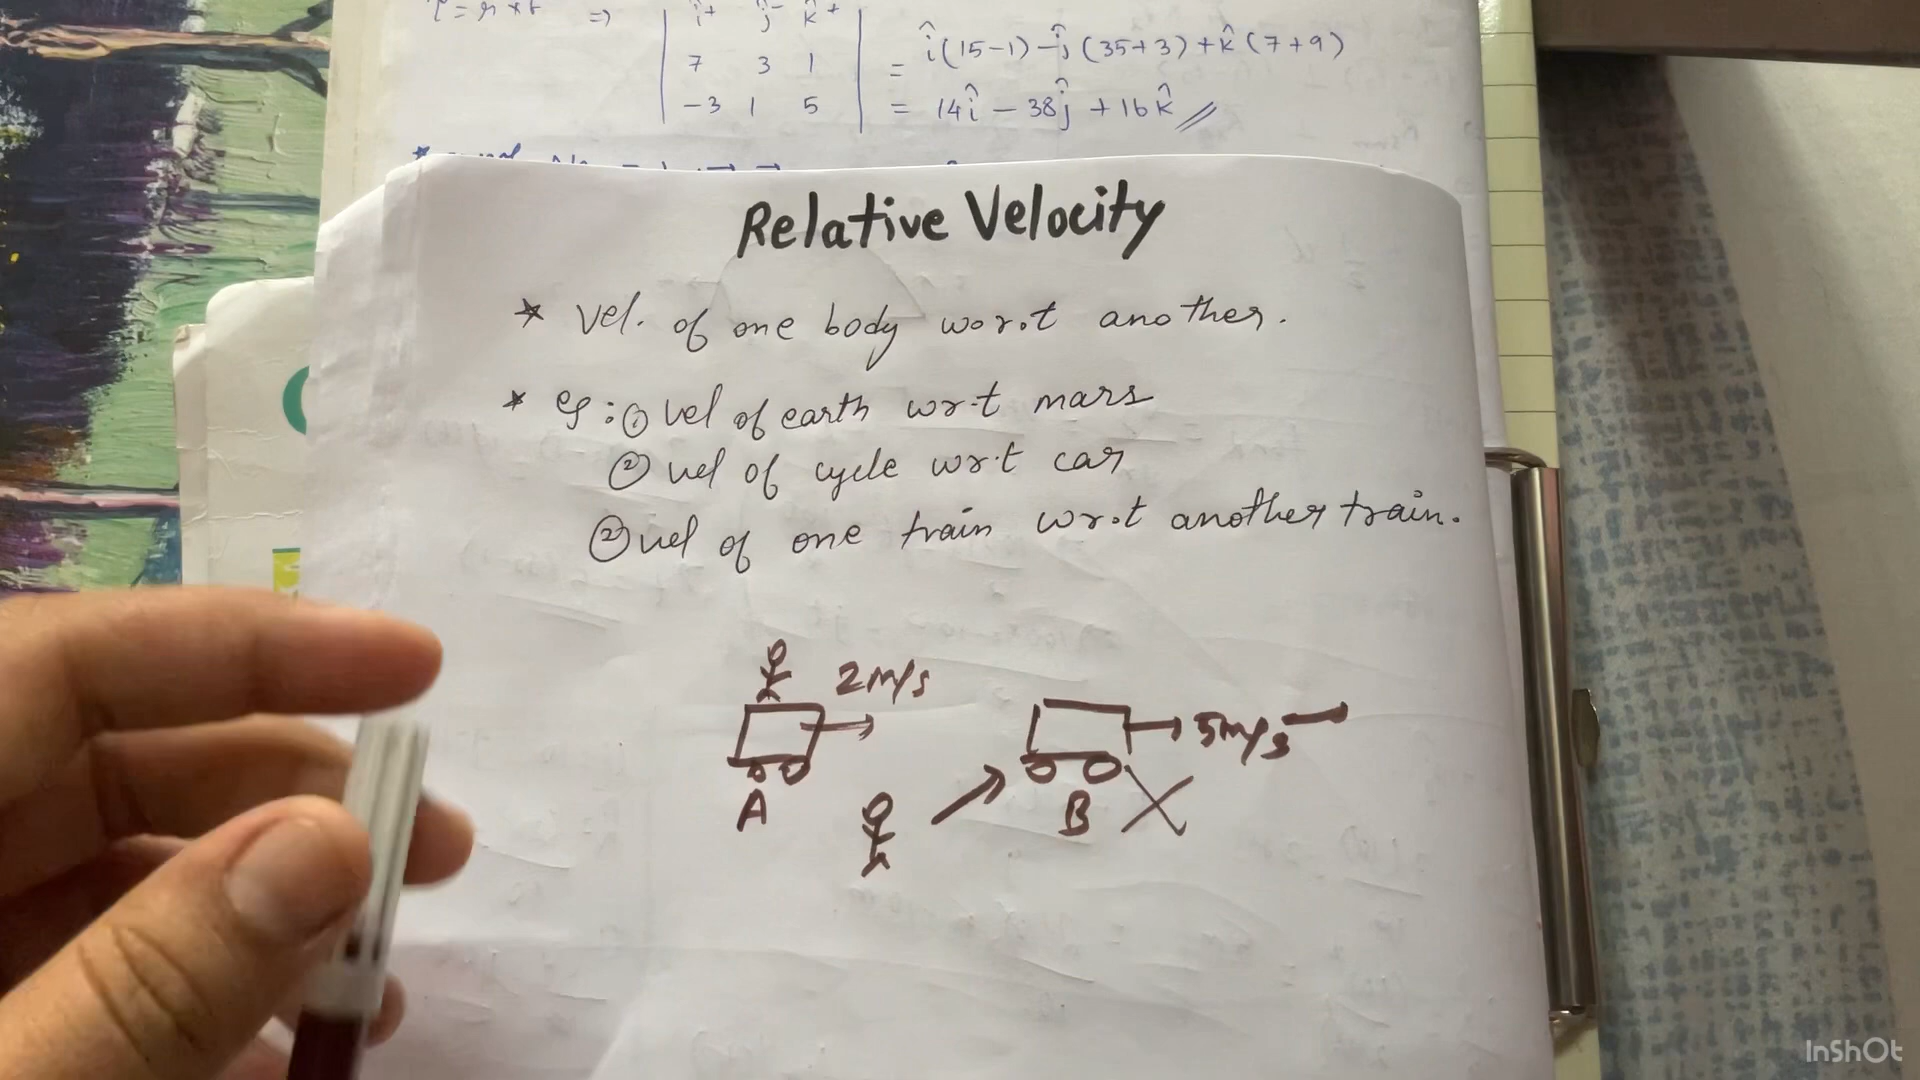 î(15-1)-ĵ(35+3)+k̂(7+9)
7 3 1
=
-3 1 5
= 14î - 38ĵ + 16k̂ //
Relative Velocity
* Vel. of one body w.r.t another.
* eg: ① vel of earth w.r.t mars
② vel of cycle w.r.t car
② vel of one train w.r.t another train.
2m/s
5m/s
A
B
InShOt